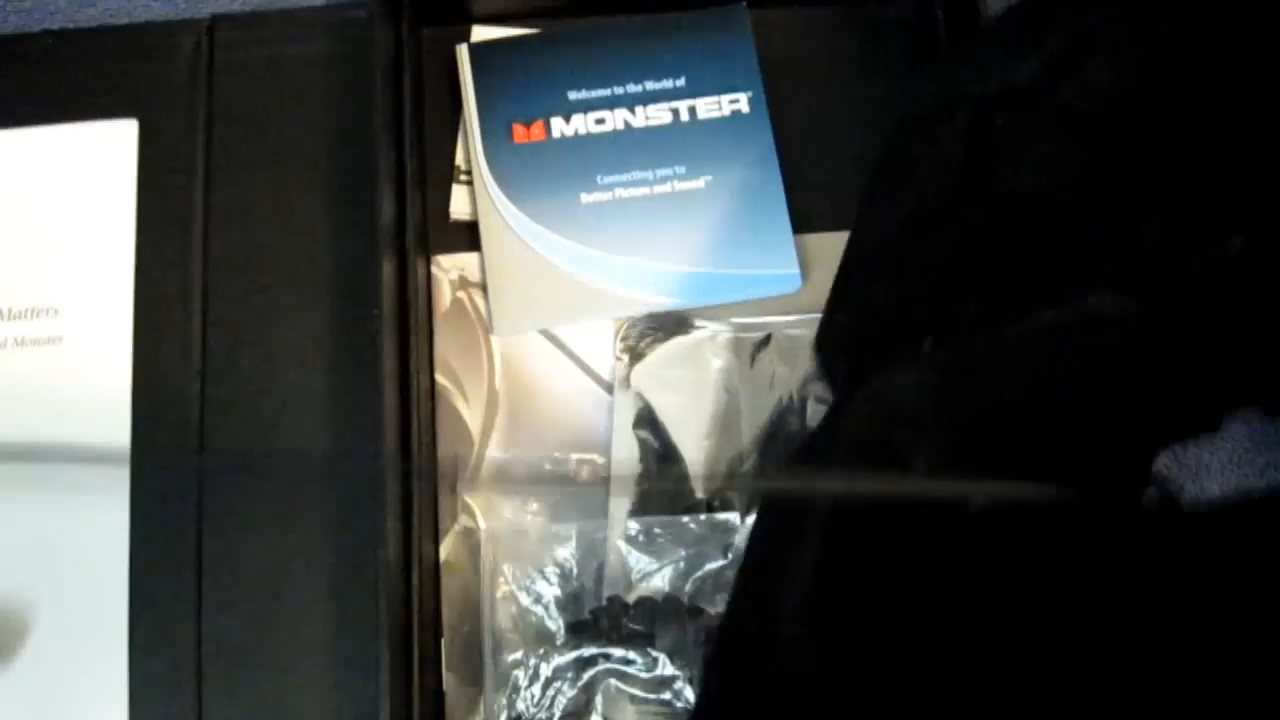 Matters.
d Monster
Welcome to the World of
MONSTER®
Connecting you to
Better Picture and Sound™